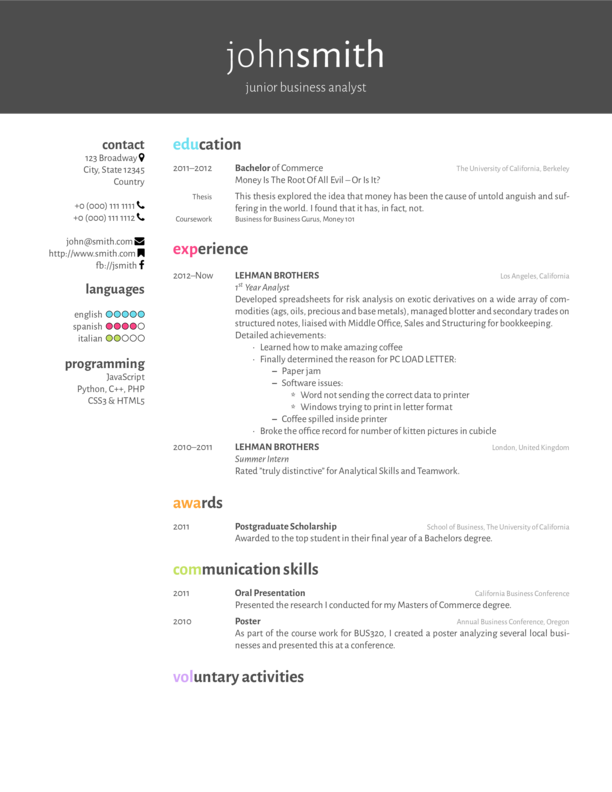 johnsmith
junior business analyst
contact
123 Broadway
City, State 12345
Country
+0 (000) 111 1111
+0 (000) 111 1112
john@smith.com
http://www.smith.com
fb://jsmith
languages
english
spanish
italian
programming
JavaScript
Python, C++, PHP
CSS3 & HTML5
education
2011–2012 Bachelor of Commerce The University of California, Berkeley
Money Is The Root Of All Evil – Or Is It?
Thesis This thesis explored the idea that money has been the cause of untold anguish and suf-
fering in the world. I found that it has, in fact, not.
Coursework Business for Business Gurus, Money 101
experience
2012–Now LEHMAN BROTHERS Los Angeles, California
1st Year Analyst
Developed spreadsheets for risk analysis on exotic derivatives on a wide array of com-
modities (ags, oils, precious and base metals), managed blotter and secondary trades on
structured notes, liaised with Middle Office, Sales and Structuring for bookkeeping.
Detailed achievements:
· Learned how to make amazing coffee
· Finally determined the reason for PC LOAD LETTER:
– Paper jam
– Software issues:
* Word not sending the correct data to printer
* Windows trying to print in letter format
– Coffee spilled inside printer
· Broke the office record for number of kitten pictures in cubicle
2010–2011 LEHMAN BROTHERS London, United Kingdom
Summer Intern
Rated "truly distinctive" for Analytical Skills and Teamwork.
awards
2011 Postgraduate Scholarship School of Business, The University of California
Awarded to the top student in their final year of a Bachelors degree.
communication skills
2011 Oral Presentation California Business Conference
Presented the research I conducted for my Masters of Commerce degree.
2010 Poster Annual Business Conference, Oregon
As part of the course work for BUS320, I created a poster analyzing several local busi-
nesses and presented this at a conference.
voluntary activities